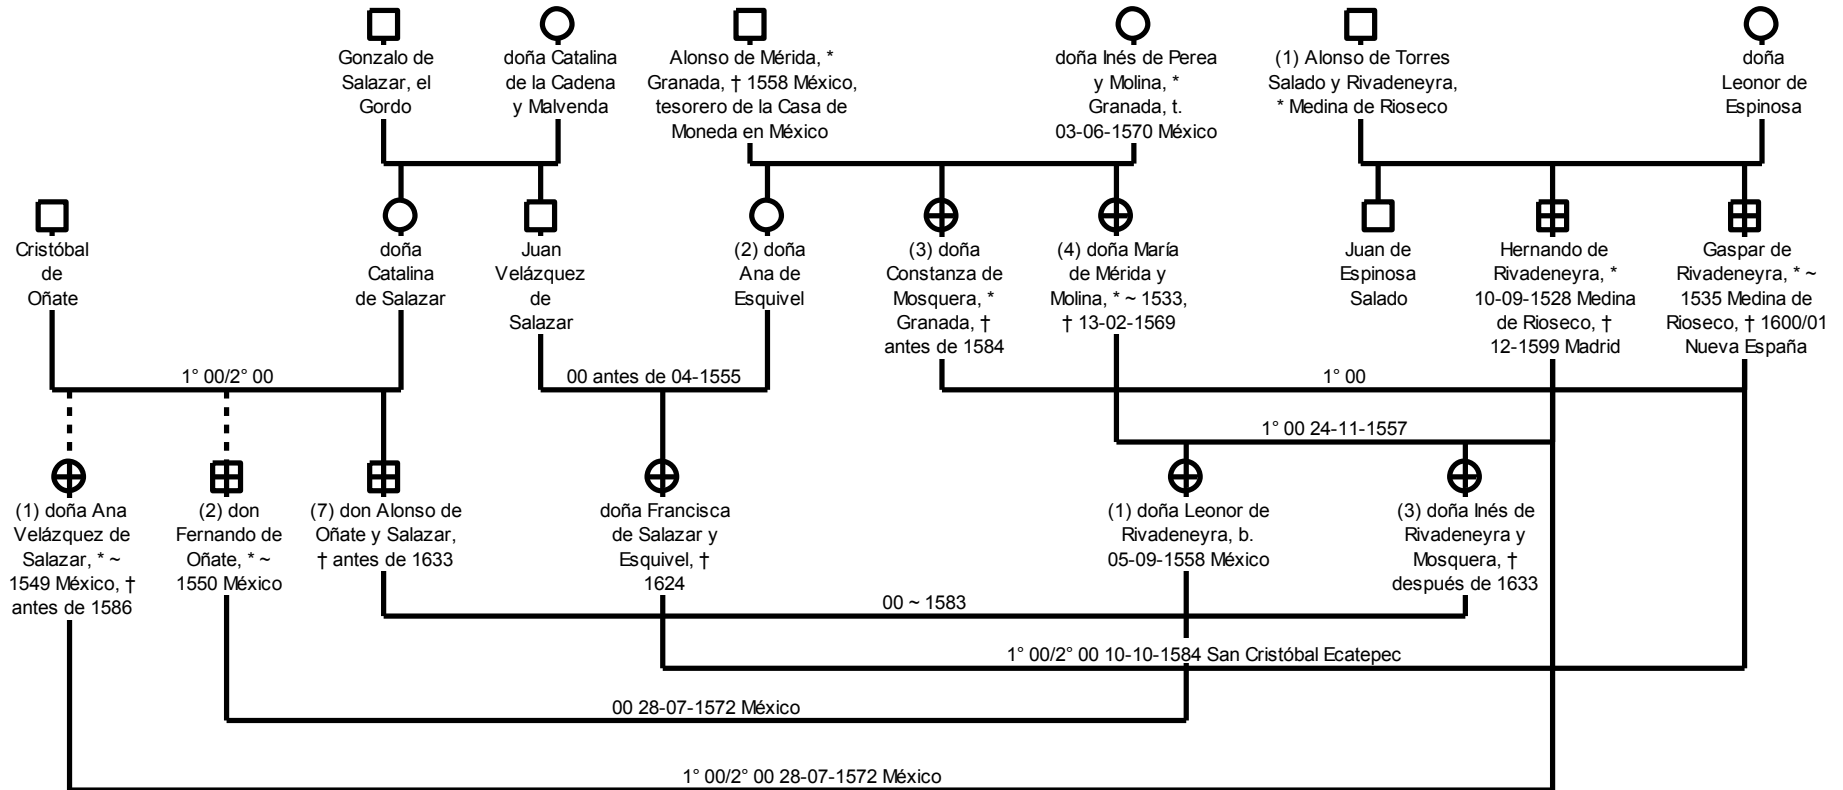 Gonzalo de
Salazar, el
Gordo
doña Catalina
de la Cadena
y Malvenda
Alonso de Mérida, *
Granada, † 1558 México,
tesorero de la Casa de
Moneda en México
doña Inés de Perea
y Molina, *
Granada, t.
03-06-1570 México
(1) Alonso de Torres
Salado y Rivadeneyra,
* Medina de Rioseco
doña
Leonor de
Espinosa
Cristóbal
de
Oñate
doña
Catalina
de Salazar
Juan
Velázquez
de
Salazar
(2) doña
Ana de
Esquivel
(3) doña
Constanza de
Mosquera, *
Granada, †
antes de 1584
(4) doña María
de Mérida y
Molina, * ~ 1533,
† 13-02-1569
Juan de
Espinosa
Salado
Hernando de
Rivadeneyra, *
10-09-1528 Medina
de Rioseco, †
12-1599 Madrid
Gaspar de
Rivadeneyra, * ~
1535 Medina de
Rioseco, † 1600/01
Nueva España
1° 00/2° 00
00 antes de 04-1555
1° 00
1° 00 24-11-1557
(1) doña Ana
Velázquez de
Salazar, * ~
1549 México, †
antes de 1586
(2) don
Fernando de
Oñate, * ~
1550 México
(7) don Alonso de
Oñate y Salazar,
† antes de 1633
doña Francisca
de Salazar y
Esquivel, †
1624
(1) doña Leonor de
Rivadeneyra, b.
05-09-1558 México
(3) doña Inés de
Rivadeneyra y
Mosquera, †
después de 1633
00 ~ 1583
1° 00/2° 00 10-10-1584 San Cristóbal Ecatepec
00 28-07-1572 México
1° 00/2° 00 28-07-1572 México